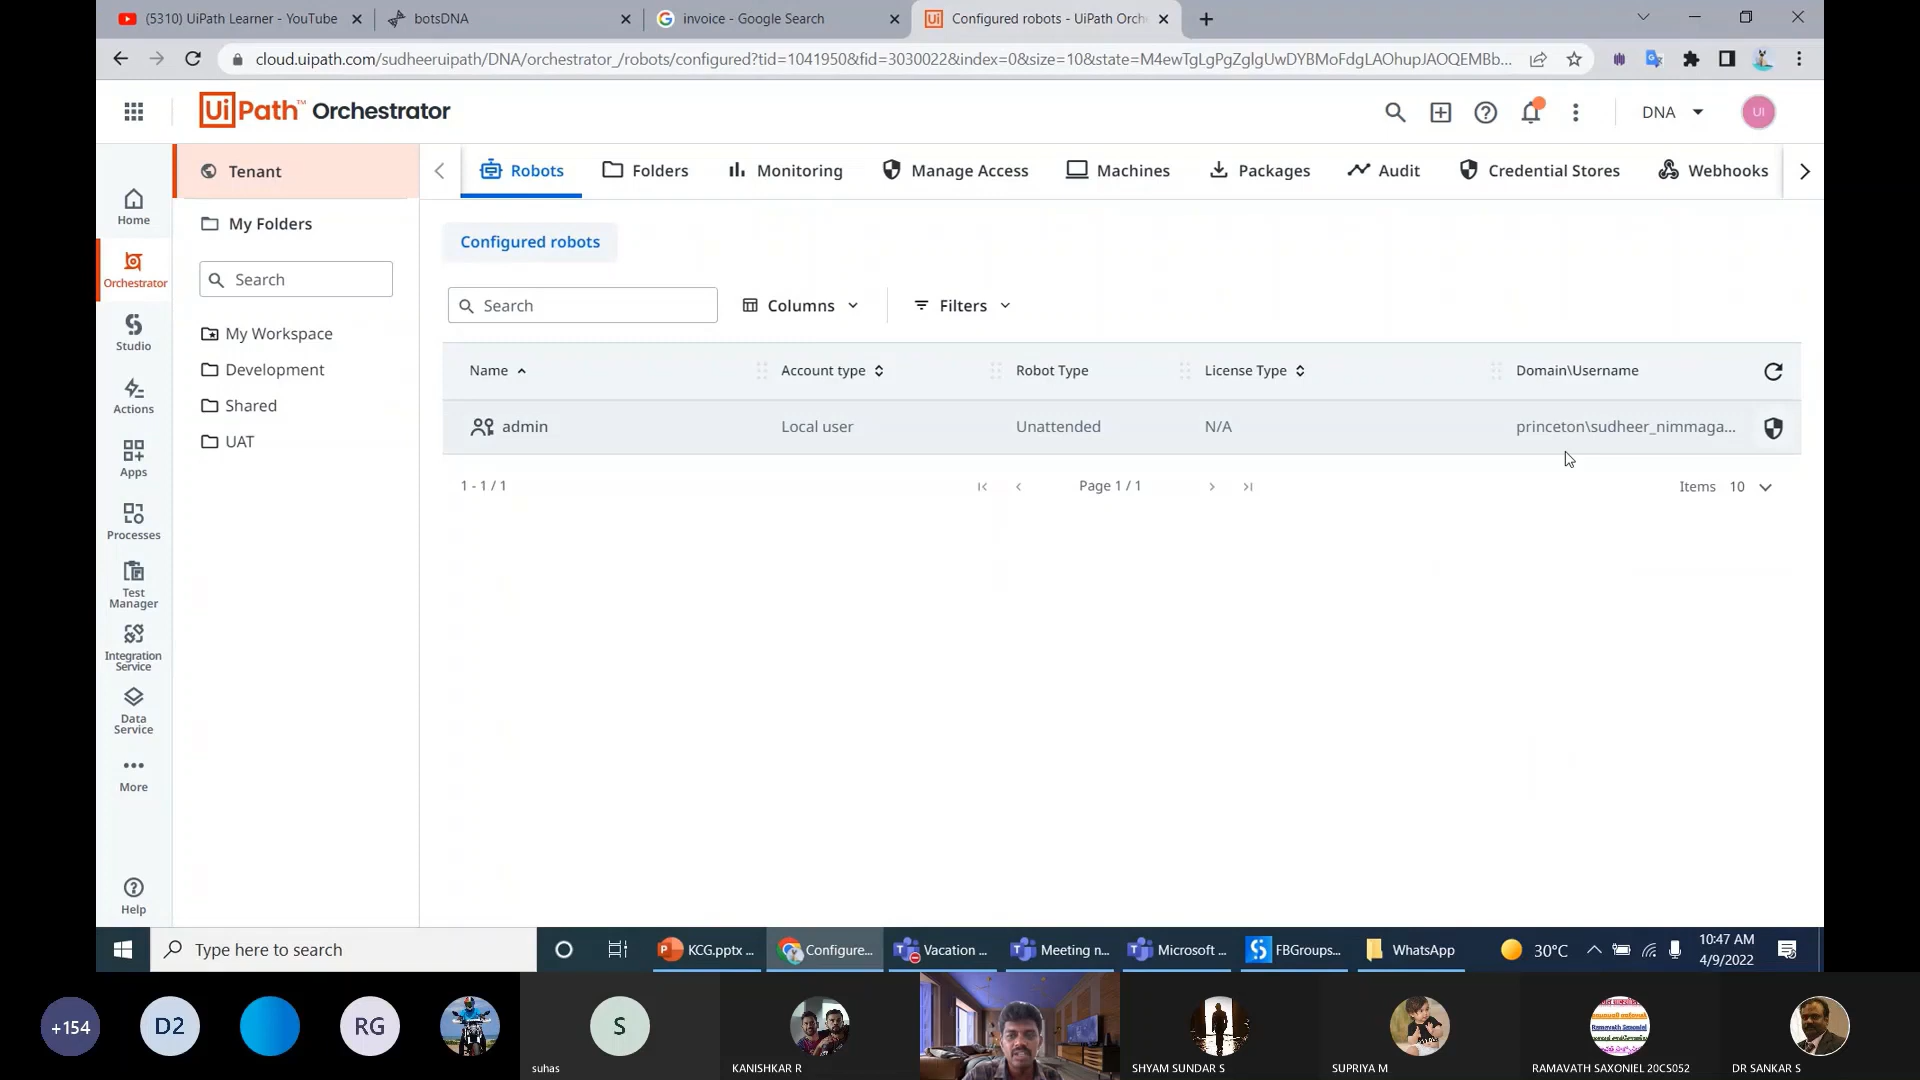 (5310) UiPath Learner - YouTube
botsDNA
invoice - Google Search
Configured robots - UiPath Orch
cloud.uipath.com/sudheeruipath/DNA/orchestrator_/robots/configured?tid=1041950&fid=3030022&index=0&size=10&state=M4ewTgLgPgZglgUwDYBMoFdgLAOhupJAOQEMBb...
UiPath™ Orchestrator
DNA
UI
Tenant
Robots
Folders
Monitoring
Manage Access
Machines
Packages
Audit
Credential Stores
Webhooks
Home
Orchestrator
Studio
Actions
Apps
Processes
Test
Manager
Integration
Service
Data
Service
More
Help
My Folders
Search
My Workspace
Development
Shared
UAT
Configured robots
Search
Columns
Filters
Name
Account type
Robot Type
License Type
Domain\Username
admin
Local user
Unattended
N/A
princeton\sudheer_nimmaga...
1 - 1 / 1
Page 1 / 1
Items 10
Type here to search
KCG.pptx ...
Configure...
Vacation ...
Meeting n...
Microsoft ...
FBGroups...
WhatsApp
30°C
10:47 AM
4/9/2022
+154
D2
RG
S
suhas
KANISHKAR R
SHYAM SUNDAR S
SUPRIYA M
RAMAVATH SAXONIEL 20CS052
DR SANKAR S